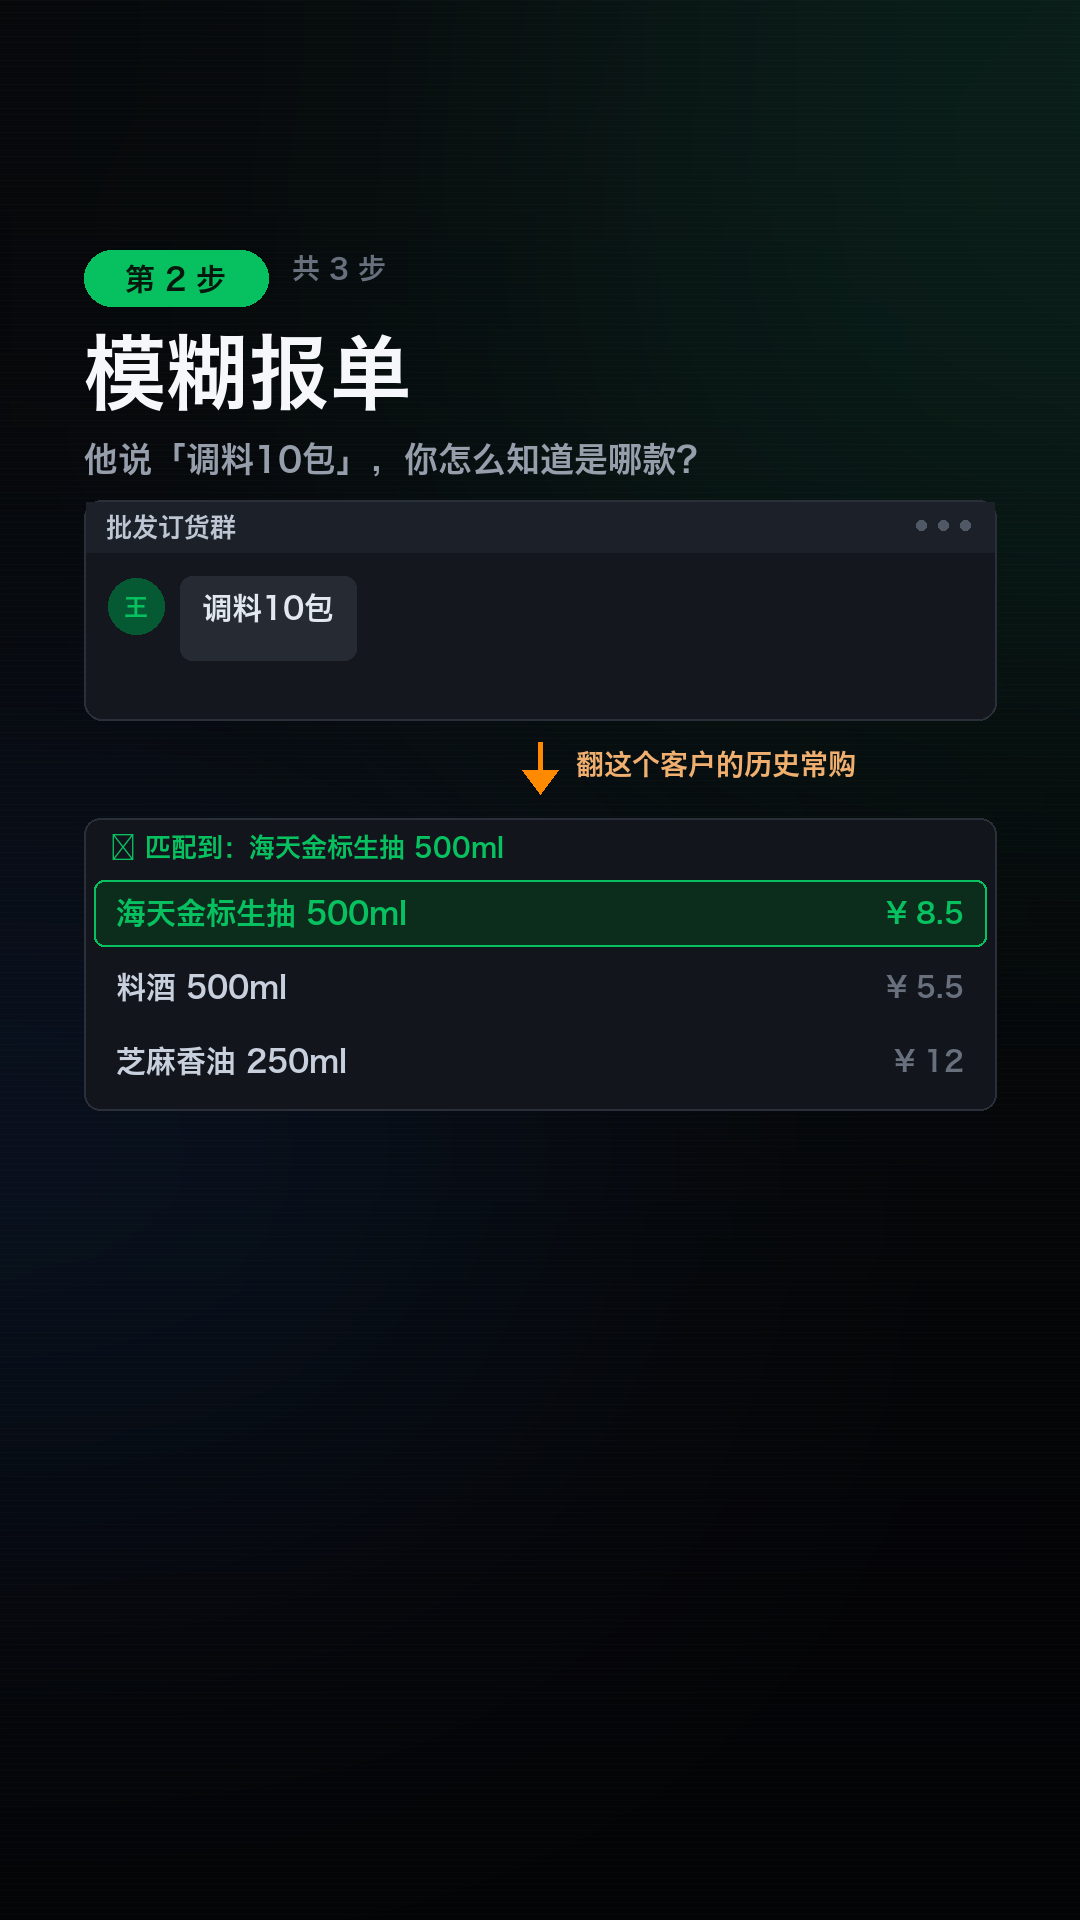 第 2 步
共 3 步
模糊报单
他说「调料10包」，你怎么知道是哪款？
批发订货群
王
调料10包
翻这个客户的历史常购
匹配到：海天金标生抽 500ml
海天金标生抽 500ml
¥ 8.5
料酒 500ml
¥ 5.5
芝麻香油 250ml
¥ 12